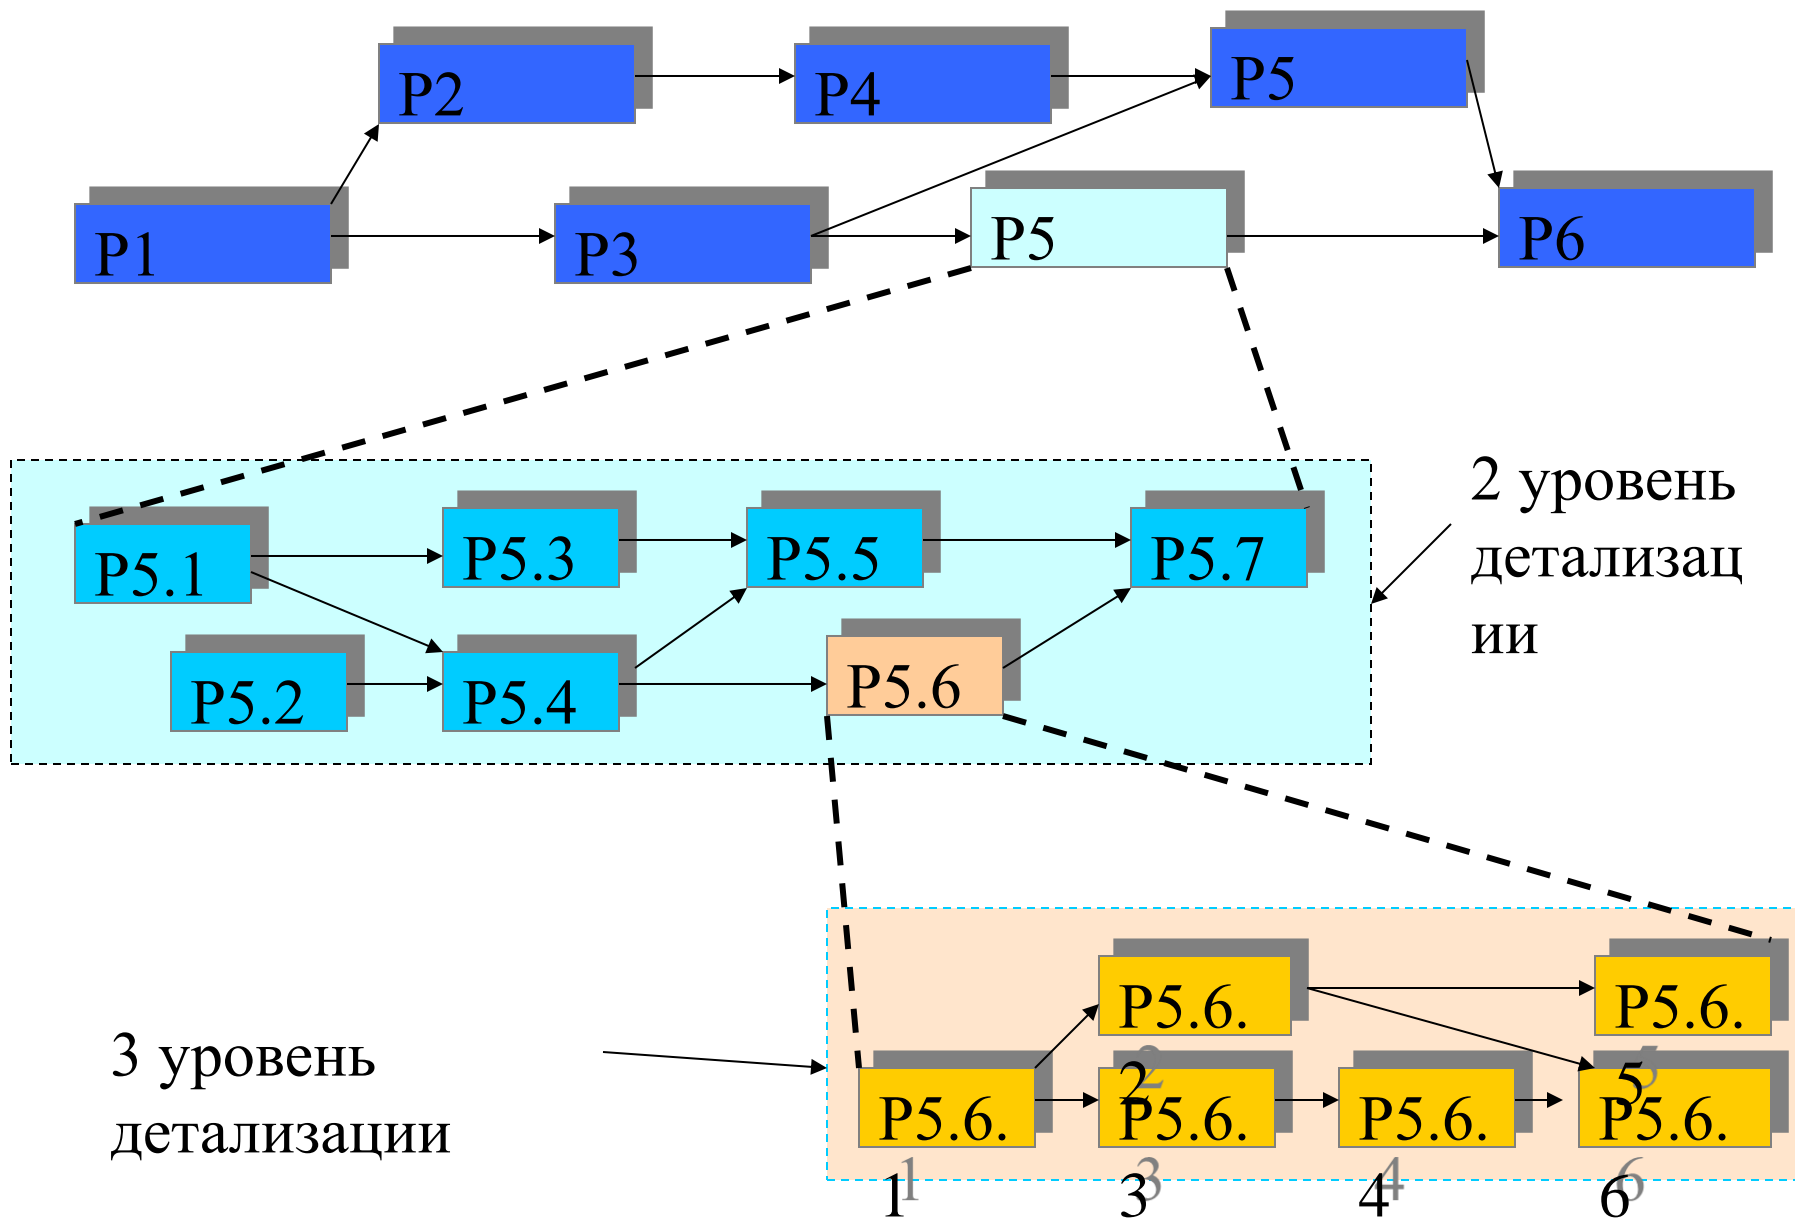 P2
P4
P5
P1
P3
P5
P6
2 уровень
детализац
ии
P5.1
P5.3
P5.5
P5.7
P5.2
P5.4
P5.6
3 уровень
детализации
P5.6.
2
P5.6.
5
P5.6.
1
P5.6.
3
P5.6.
4
P5.6.
6